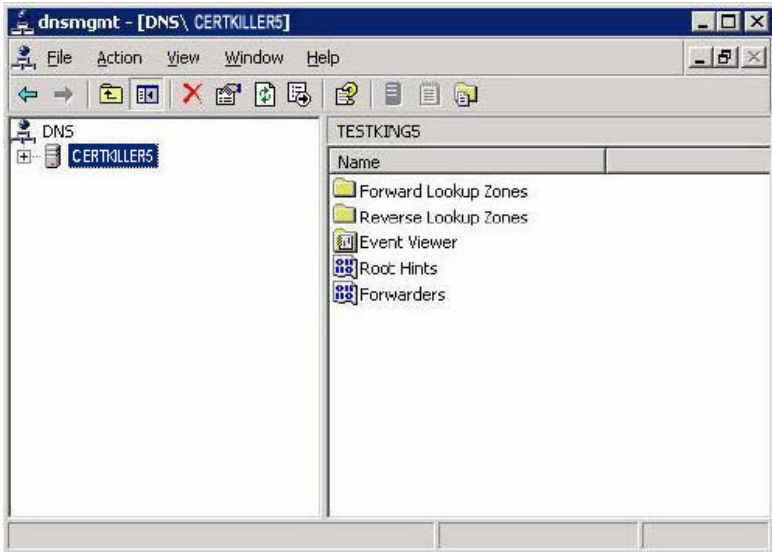 dnsmgmt - [DNS\ CERTKILLER5]
File Action View Window Help
DNS
CERTKILLER5
TESTKING5
Name
Forward Lookup Zones
Reverse Lookup Zones
Event Viewer
Root Hints
Forwarders